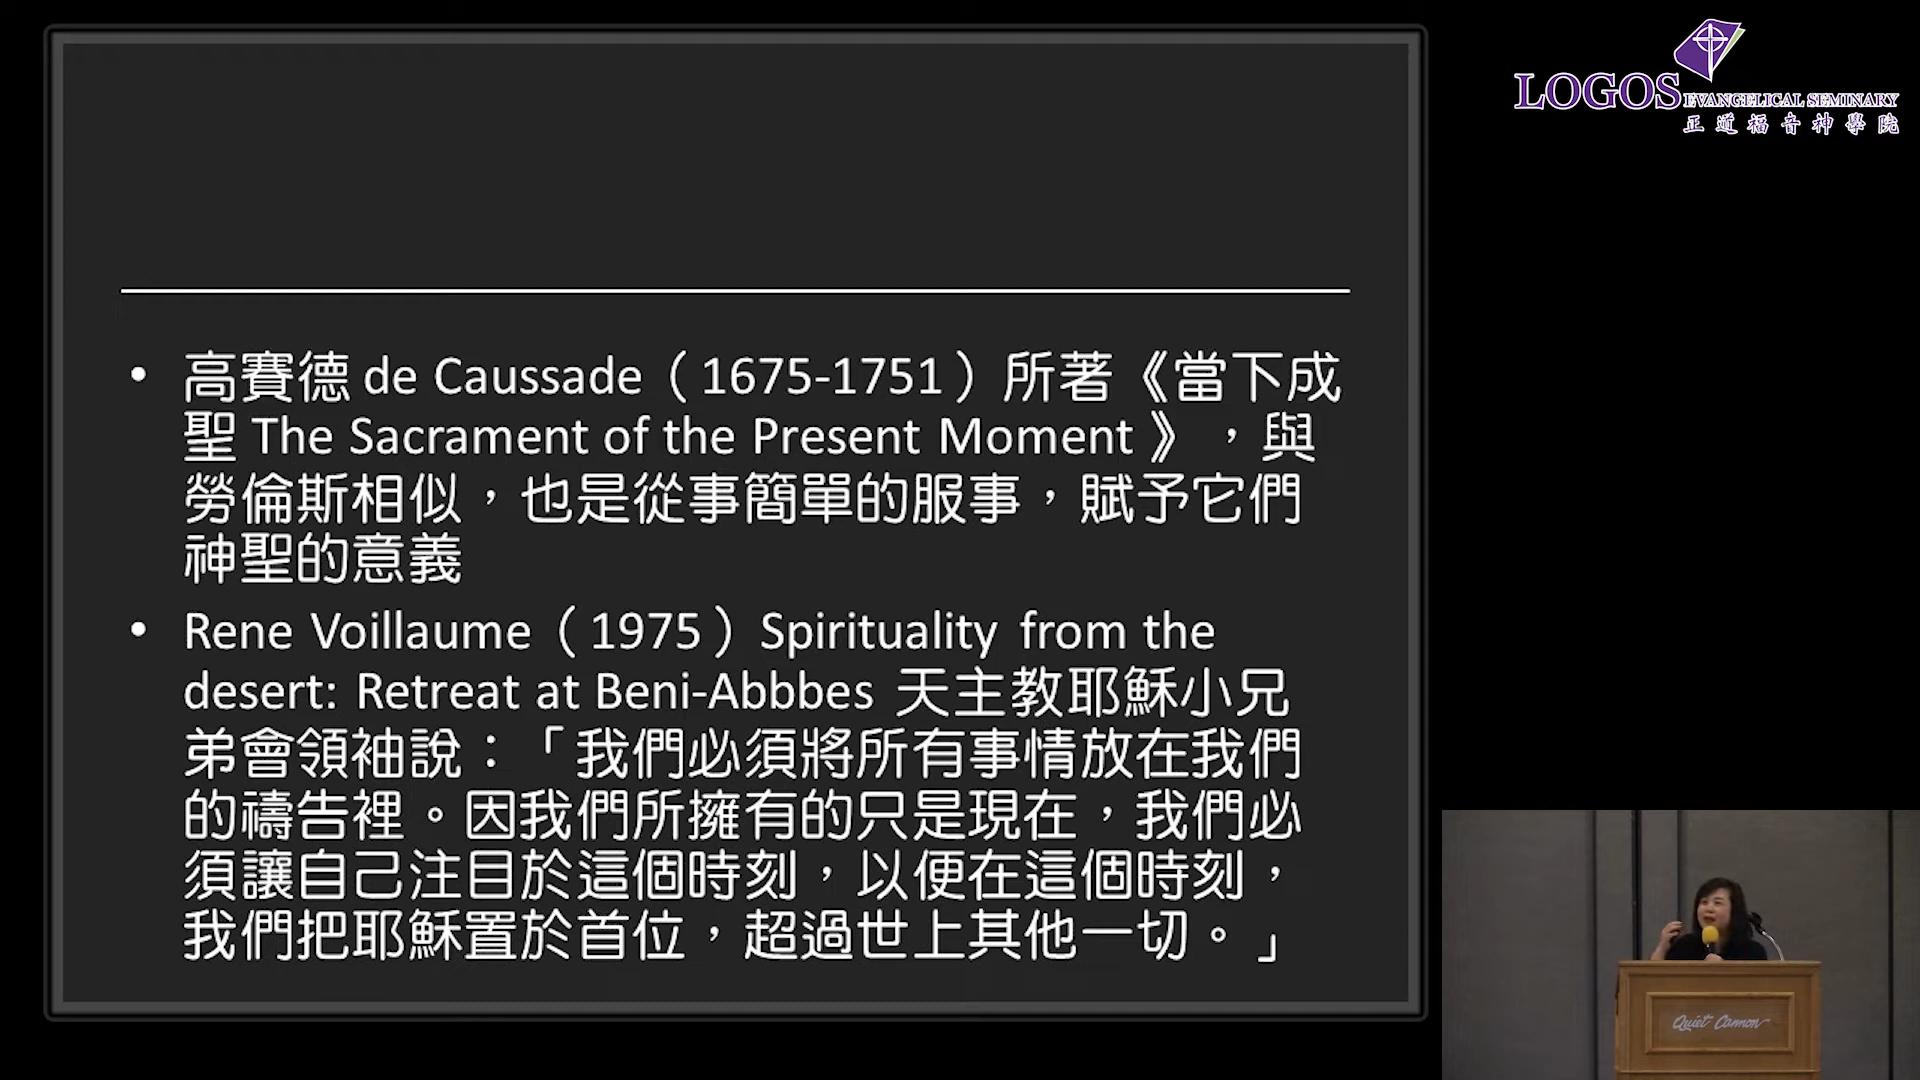 LOGOS EVANGELICAL SEMINARY
正道福音神學院
• 高賽德 de Caussade（1675-1751）所著《當下成
聖 The Sacrament of the Present Moment 》，與
勞倫斯相似，也是從事簡單的服事，賦予它們
神聖的意義
• Rene Voillaume（1975）Spirituality from the
desert: Retreat at Beni-Abbbes 天主教耶穌小兄
弟會領袖說：「我們必須將所有事情放在我們
的禱告裡。因我們所擁有的只是現在，我們必
須讓自己注目於這個時刻，以便在這個時刻，
我們把耶穌置於首位，超過世上其他一切。」
Quiet Cannon